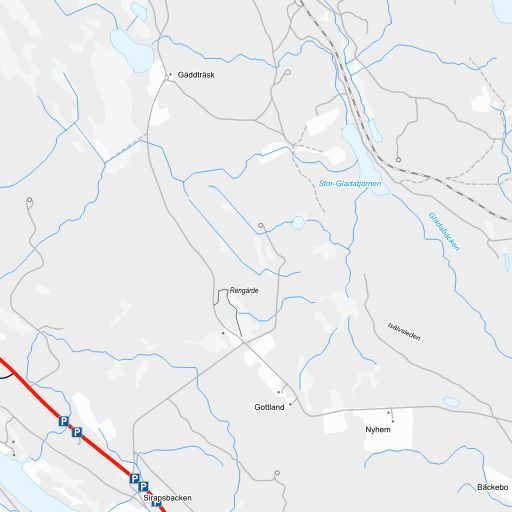 Gäddträsk
Stor-Gladatjärnen
Gladabäcken
Rengärde
Isälvsleden
Gottland
Nyhem
P
P
P
P
P
Bäckebo
Sirapsbacken